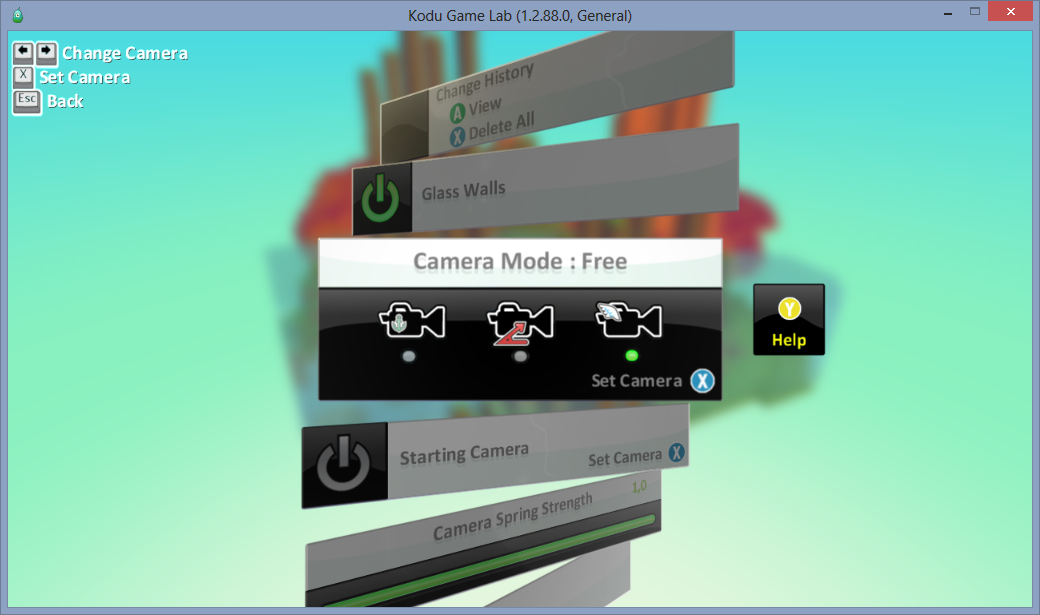 Kodu Game Lab (1.2.88.0, General)
Change Camera
X Set Camera
Esc Back
Change History
A View
X Delete All
Glass Walls
Camera Mode : Free
Set Camera X
Y
Help
Starting Camera
Set Camera X
1,0
Camera Spring Strength